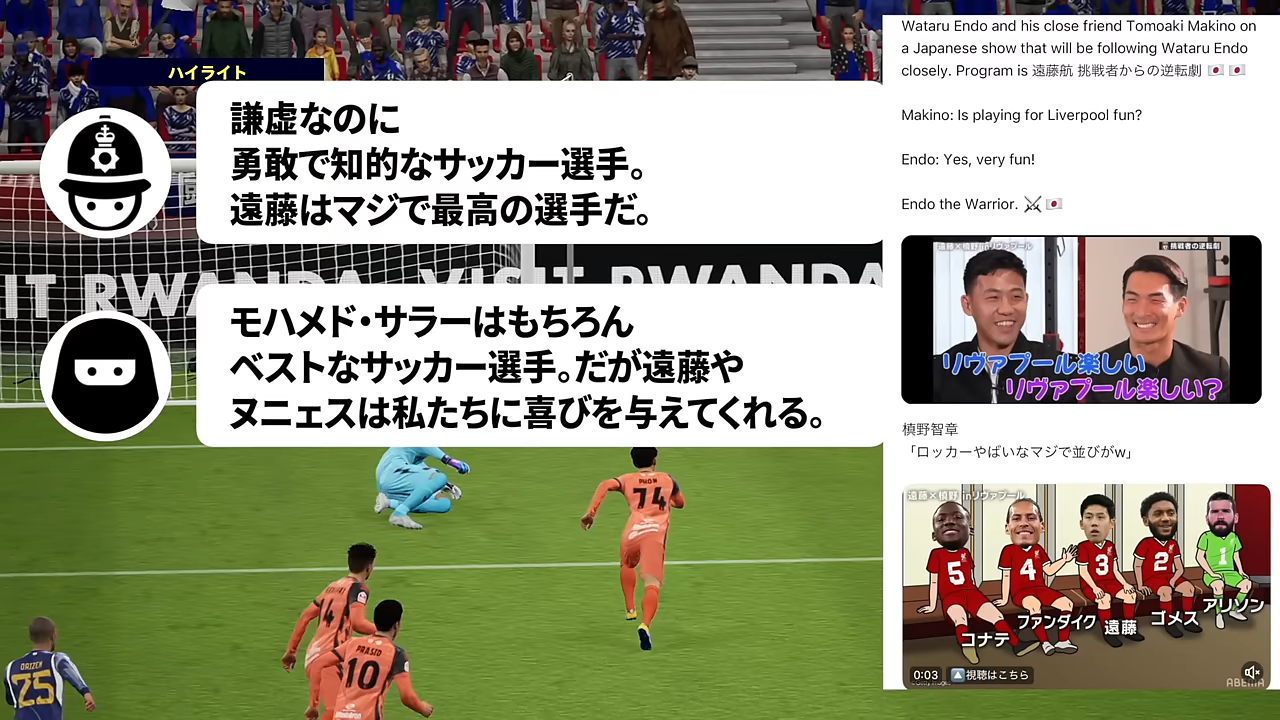 ハイライト
謙虚なのに
勇敢で知的なサッカー選手。
遠藤はマジで最高の選手だ。
モハメド・サラーはもちろん
ベストなサッカー選手。だが遠藤や
ヌニェスは私たちに喜びを与えてくれる。
IT RWANDA VISIT RWANDA
PHON
74
14
PRASID
10
DAIZEN
25
Wataru Endo and his close friend Tomoaki Makino on
a Japanese show that will be following Wataru Endo
closely. Program is 遠藤航 挑戦者からの逆転劇 🇯🇵 🇯🇵
Makino: Is playing for Liverpool fun?
Endo: Yes, very fun!
Endo the Warrior. ⚔️🇯🇵
遠藤×槙野 inリヴァプール
挑戦者の逆転劇
リヴァプール楽しい
リヴァプール楽しい?
槙野智章
「ロッカーやばいなマジで並びがw」
遠藤×槙野 inリヴァプール
5
4
3
2
1
コナテ
ファンダイク
遠藤
ゴメス
アリソン
0:03
🔼視聴はこちら
ABEMA